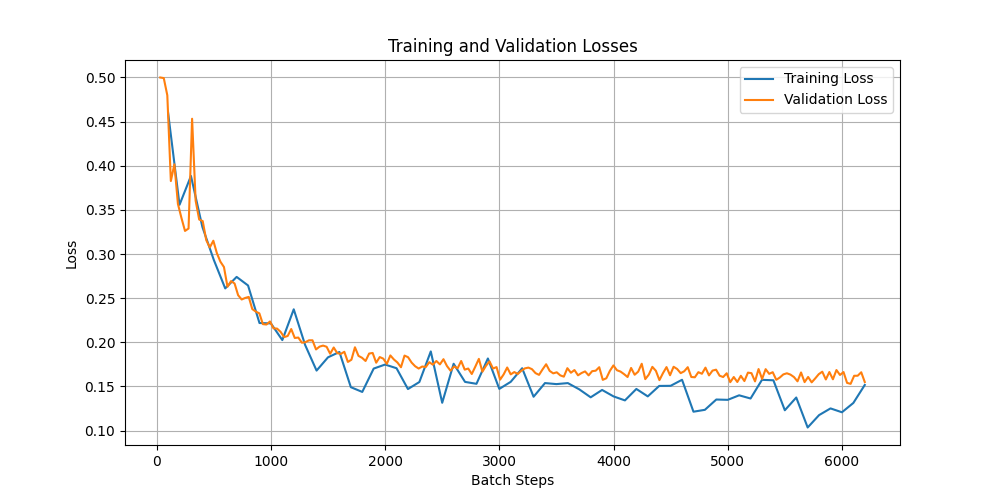 Training and Validation Losses
Training Loss
Validation Loss
0.50
0.45
0.40
0.35
0.30
0.25
0.20
0.15
0.10
Loss
0 1000 2000 3000 4000 5000 6000
Batch Steps